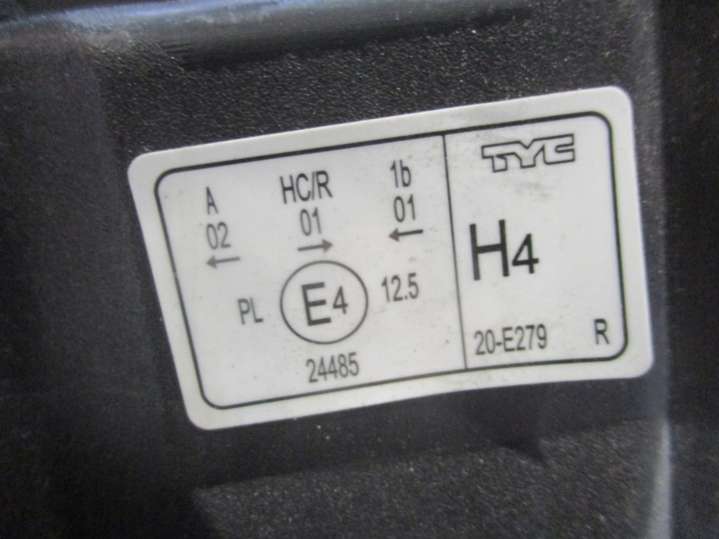 A HC/R 1b
02 01 01
← → ←
PL E4 12.5
24485
TYC
H4
20-E279 R